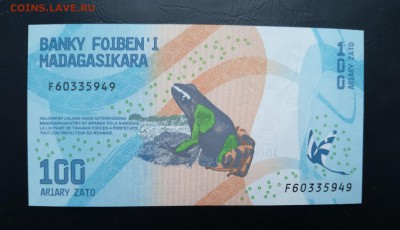 COINS.LAVE.RU
BANKY FOIBEN'I
MADAGASIKARA
F60335949
100
ARIARY ZATO
100
ARIARY ZATO
F60335949